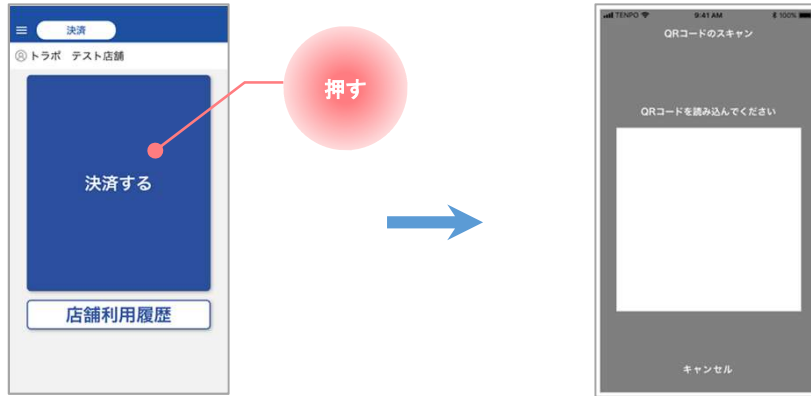 決済
トラポ テスト店舗
決済する
店舗利用履歴
押す
TENPO 9:41 AM 100%
QRコードのスキャン
QRコードを読み込んでください
キャンセル